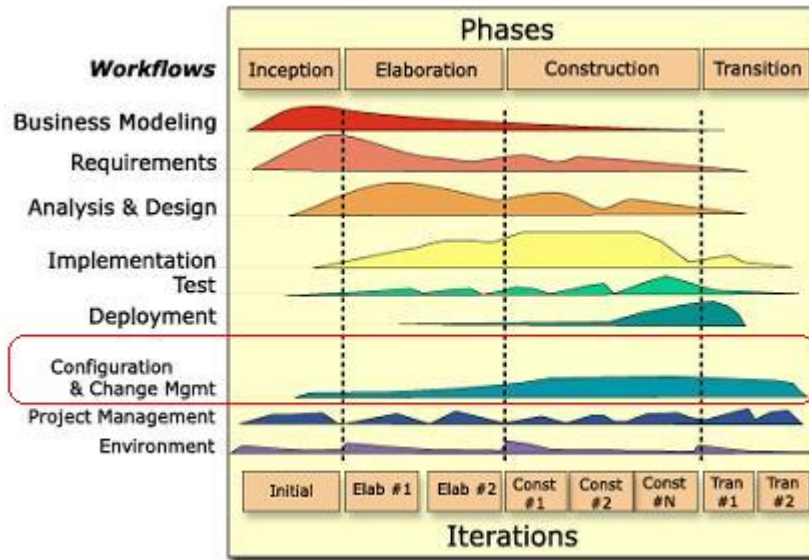 Phases
Workflows
Inception Elaboration Construction Transition
Business Modeling
Requirements
Analysis & Design
Implementation
Test
Deployment
Configuration
& Change Mgmt
Project Management
Environment
Initial Elab #1 Elab #2 Const #1 Const #2 Const #N Tran #1 Tran #2
Iterations